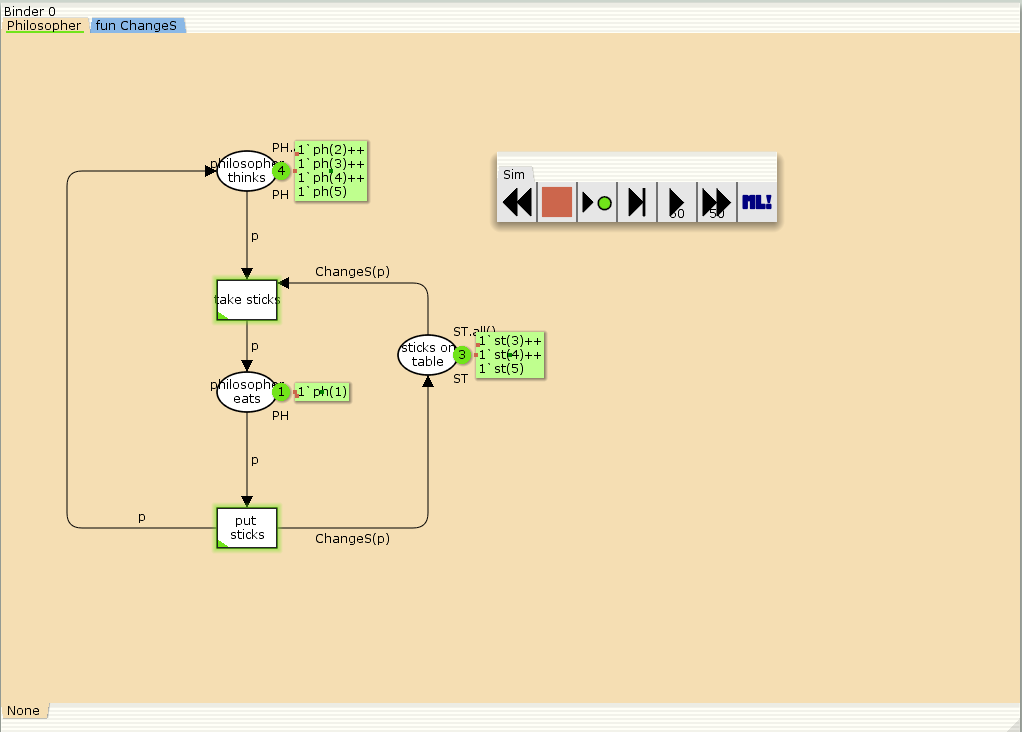 Binder 0
Philosopher
fun ChangeS
PH.
1`ph(2)++
1`ph(3)++
1`ph(4)++
1`ph(5)
philosopher
thinks
4
PH
Sim
50
50
ML!
p
ChangeS(p)
take sticks
p
ST.all()
1`st(3)++
1`st(4)++
1`st(5)
sticks on
table
3
ST
philosopher
eats
1
1`ph(1)
PH
p
p
put
sticks
ChangeS(p)
None